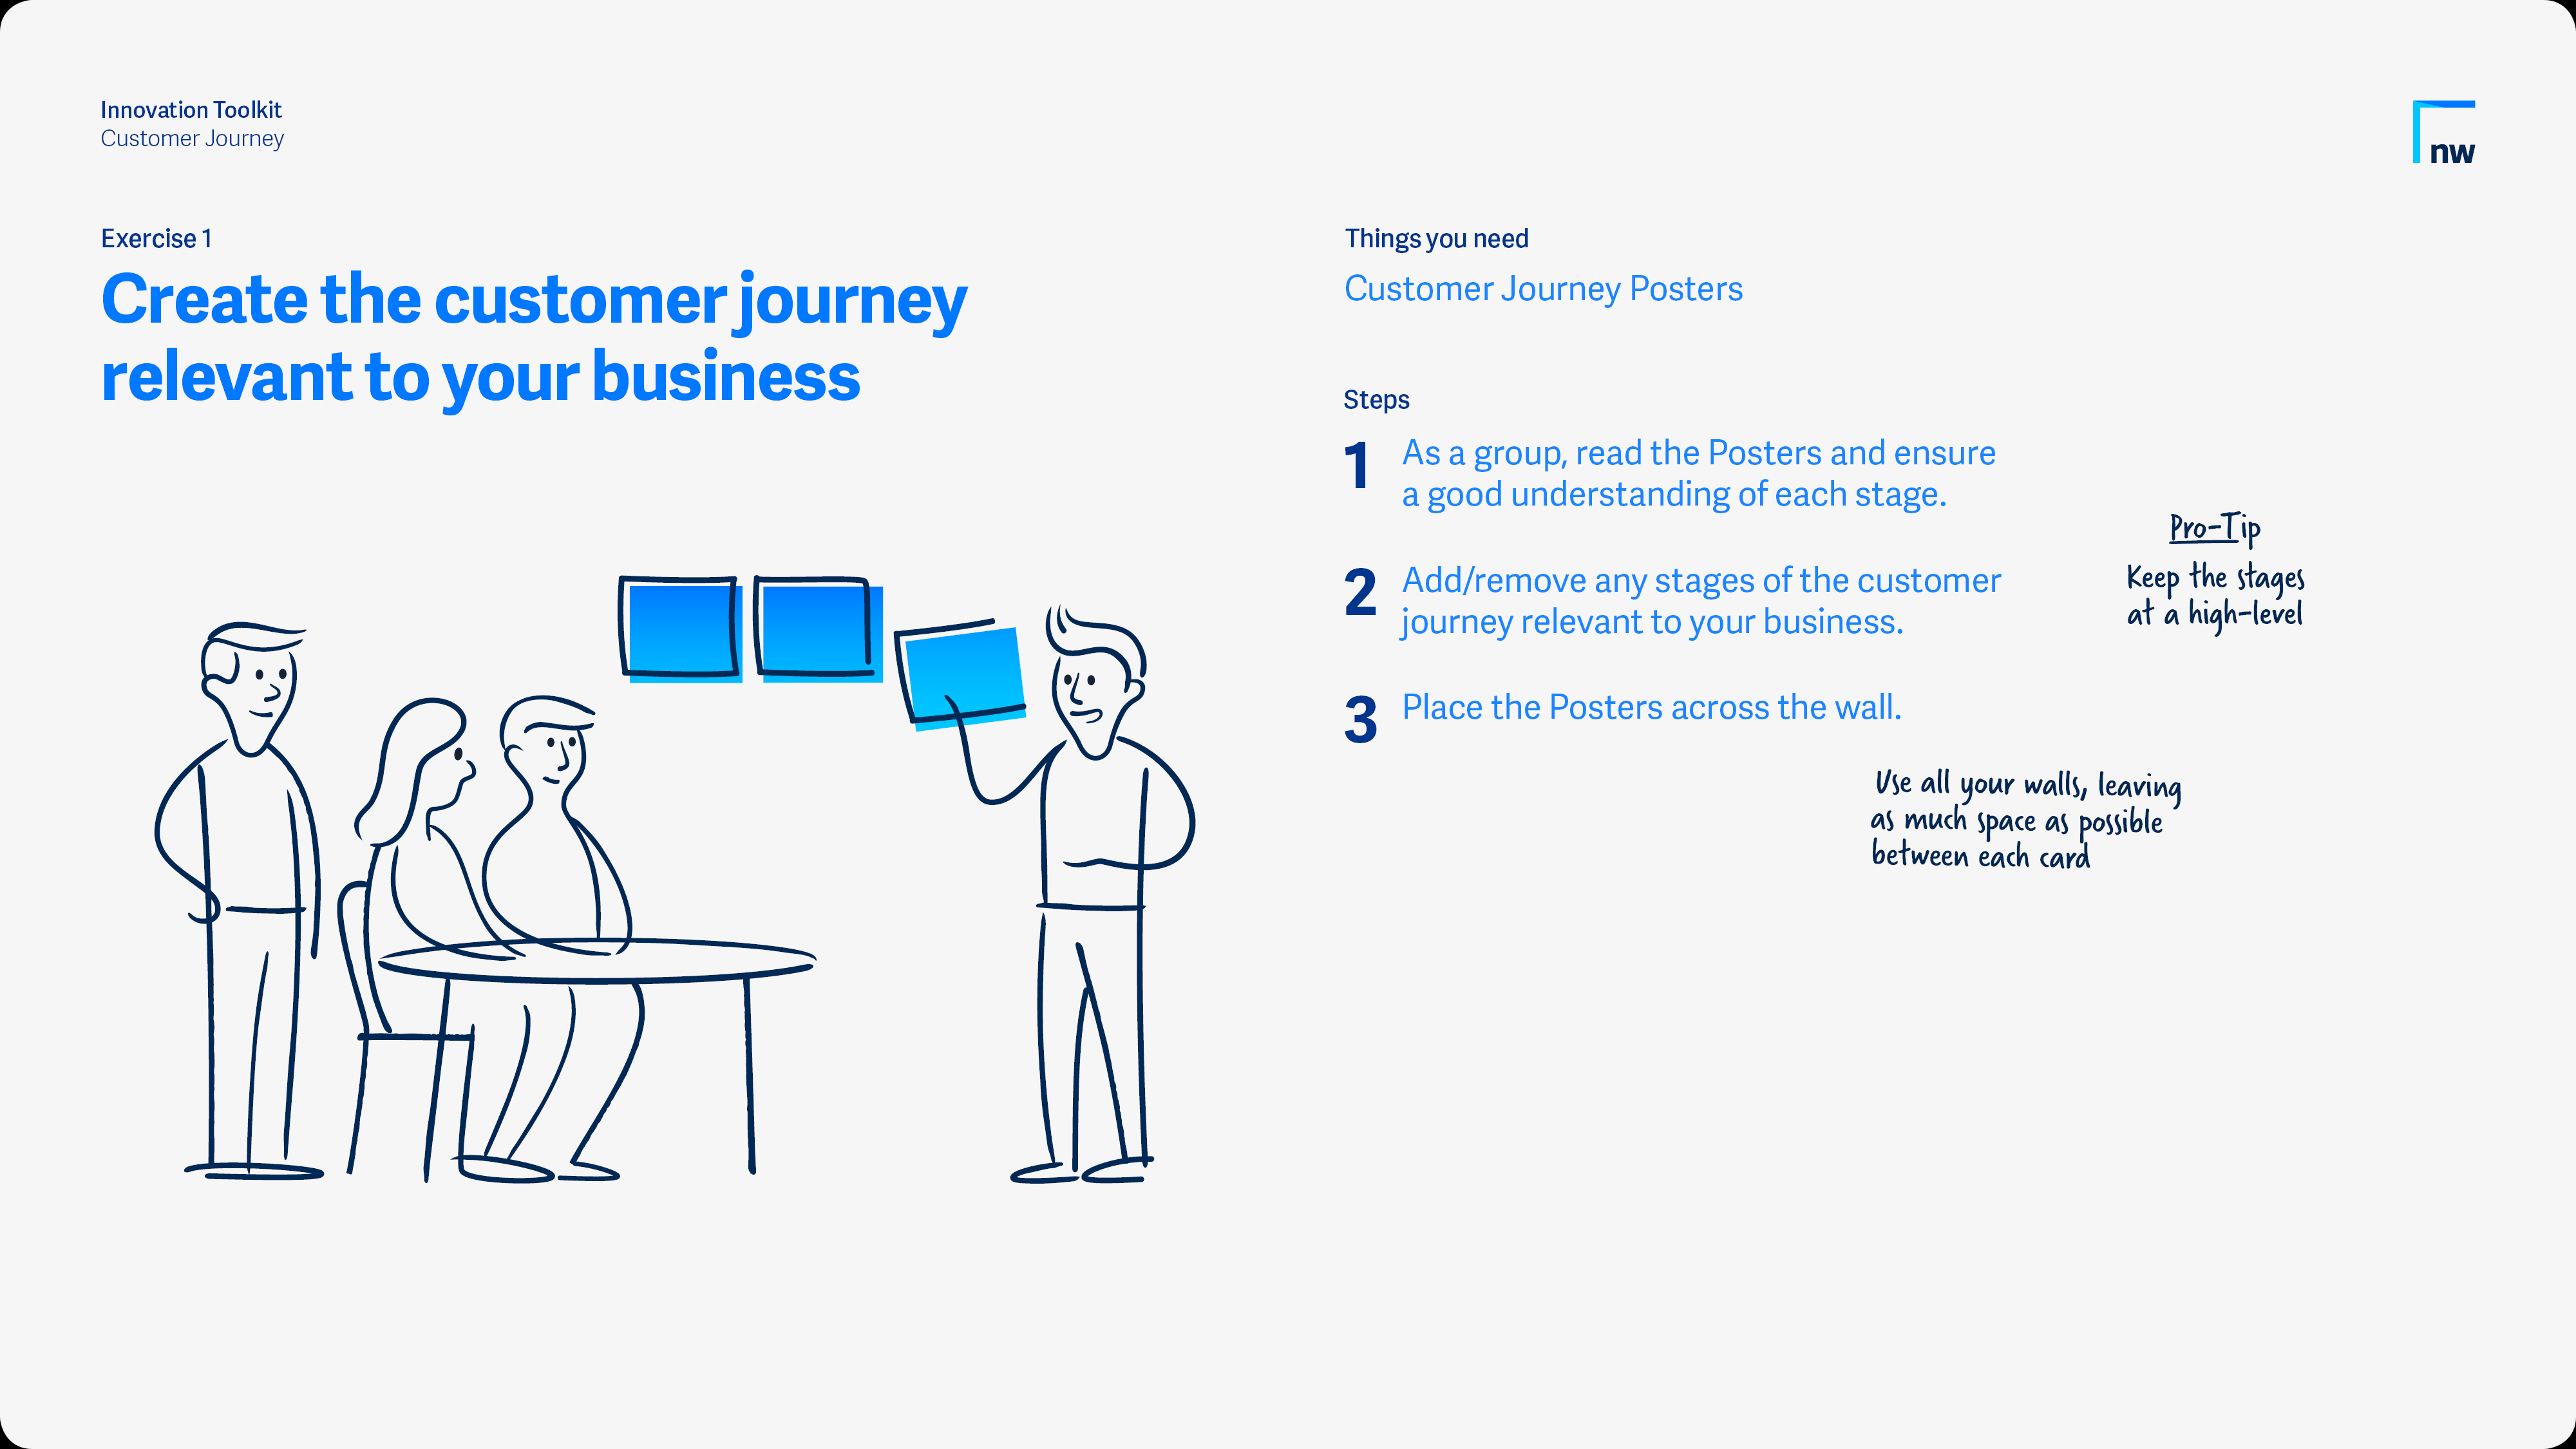 Innovation Toolkit
Customer Journey
nw
Exercise 1
Create the customer journey
relevant to your business
Things you need
Customer Journey Posters
Steps
1 As a group, read the Posters and ensure
a good understanding of each stage.
Pro-Tip
Keep the stages
at a high-level
2 Add/remove any stages of the customer
journey relevant to your business.
3 Place the Posters across the wall.
Use all your walls, leaving
as much space as possible
between each card